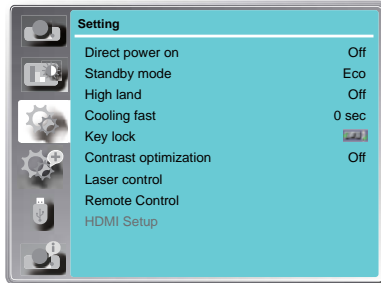 Setting
Direct power on Off
Standby mode Eco
High land Off
Cooling fast 0 sec
Key lock
Contrast optimization Off
Laser control
Remote Control
HDMI Setup